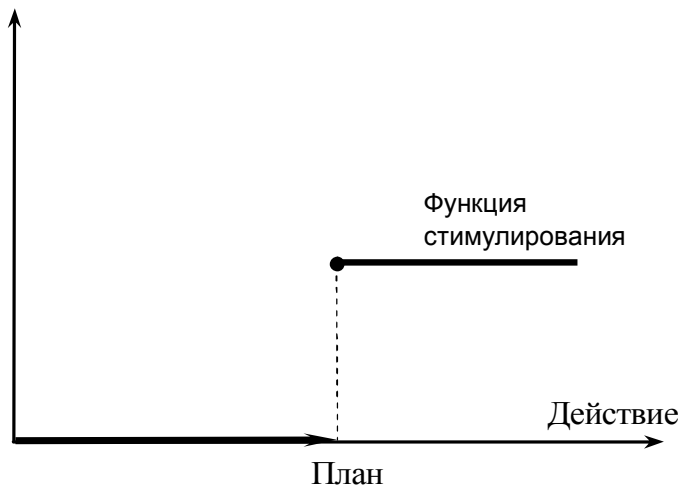 Функция
стимулирования
Действие
План